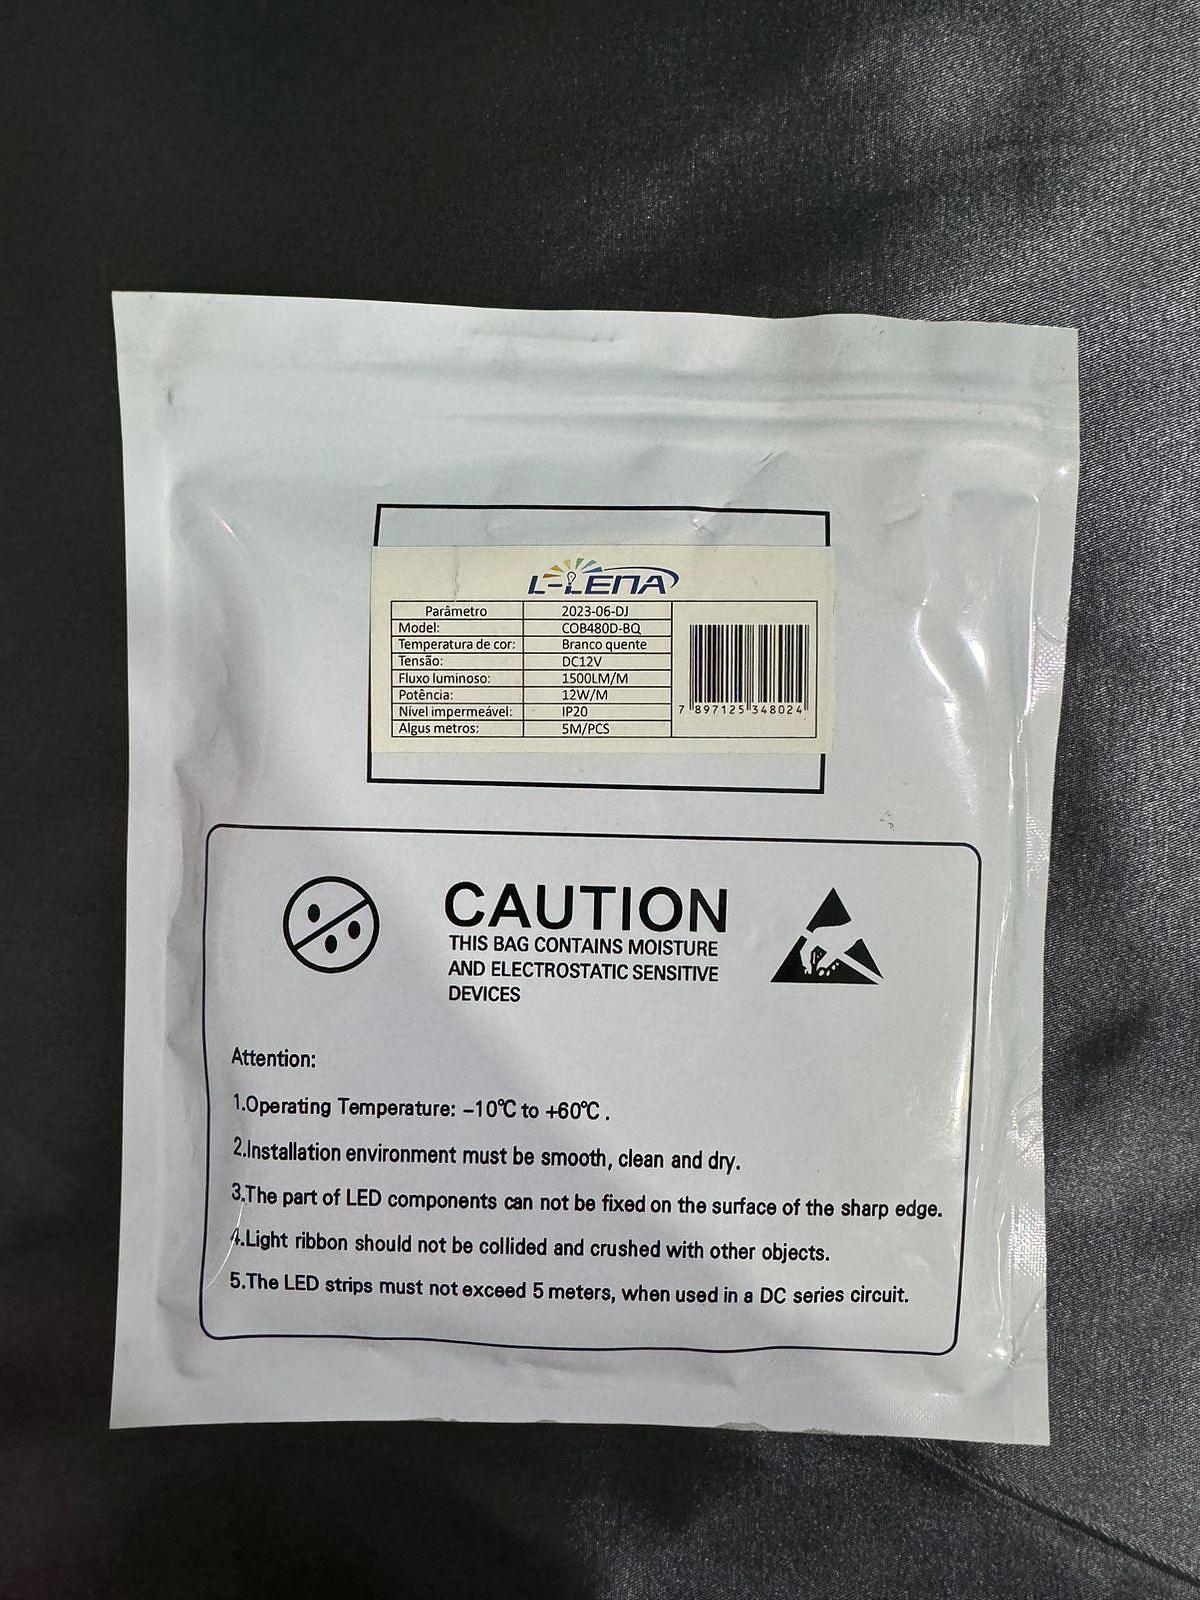 L-LENA
Parâmetro 2023-06-DJ
Model: COB480D-BQ
Temperatura de cor: Branco quente
Tensão: DC12V
Fluxo luminoso: 1500LM/M
Potência: 12W/M
Nível impermeável: IP20
Algus metros: 5M/PCS
7 897125 348024
CAUTION
THIS BAG CONTAINS MOISTURE
AND ELECTROSTATIC SENSITIVE
DEVICES
Attention:
1.Operating Temperature: -10℃ to +60℃ .
2.Installation environment must be smooth, clean and dry.
3.The part of LED components can not be fixed on the surface of the sharp edge.
4.Light ribbon should not be collided and crushed with other objects.
5.The LED strips must not exceed 5 meters, when used in a DC series circuit.